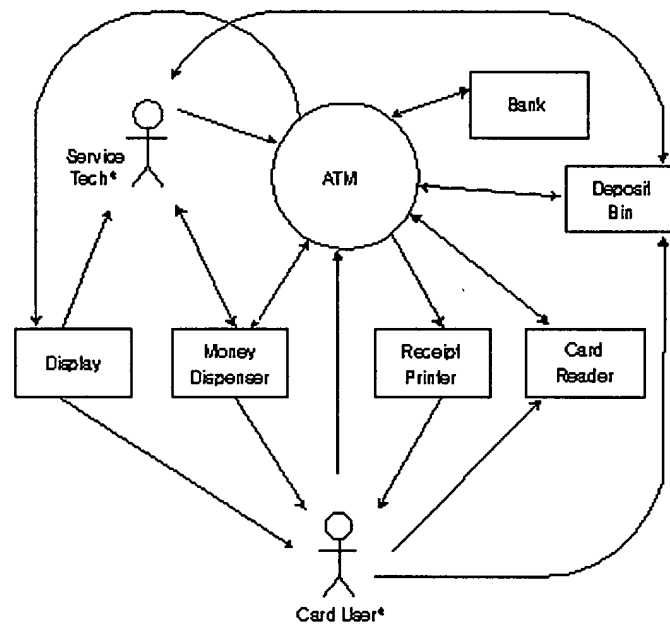 Bank
Service
Tech*
ATM
Deposit
Bin
Display
Money
Dispenser
Receipt
Printer
Card
Reader
Card User*